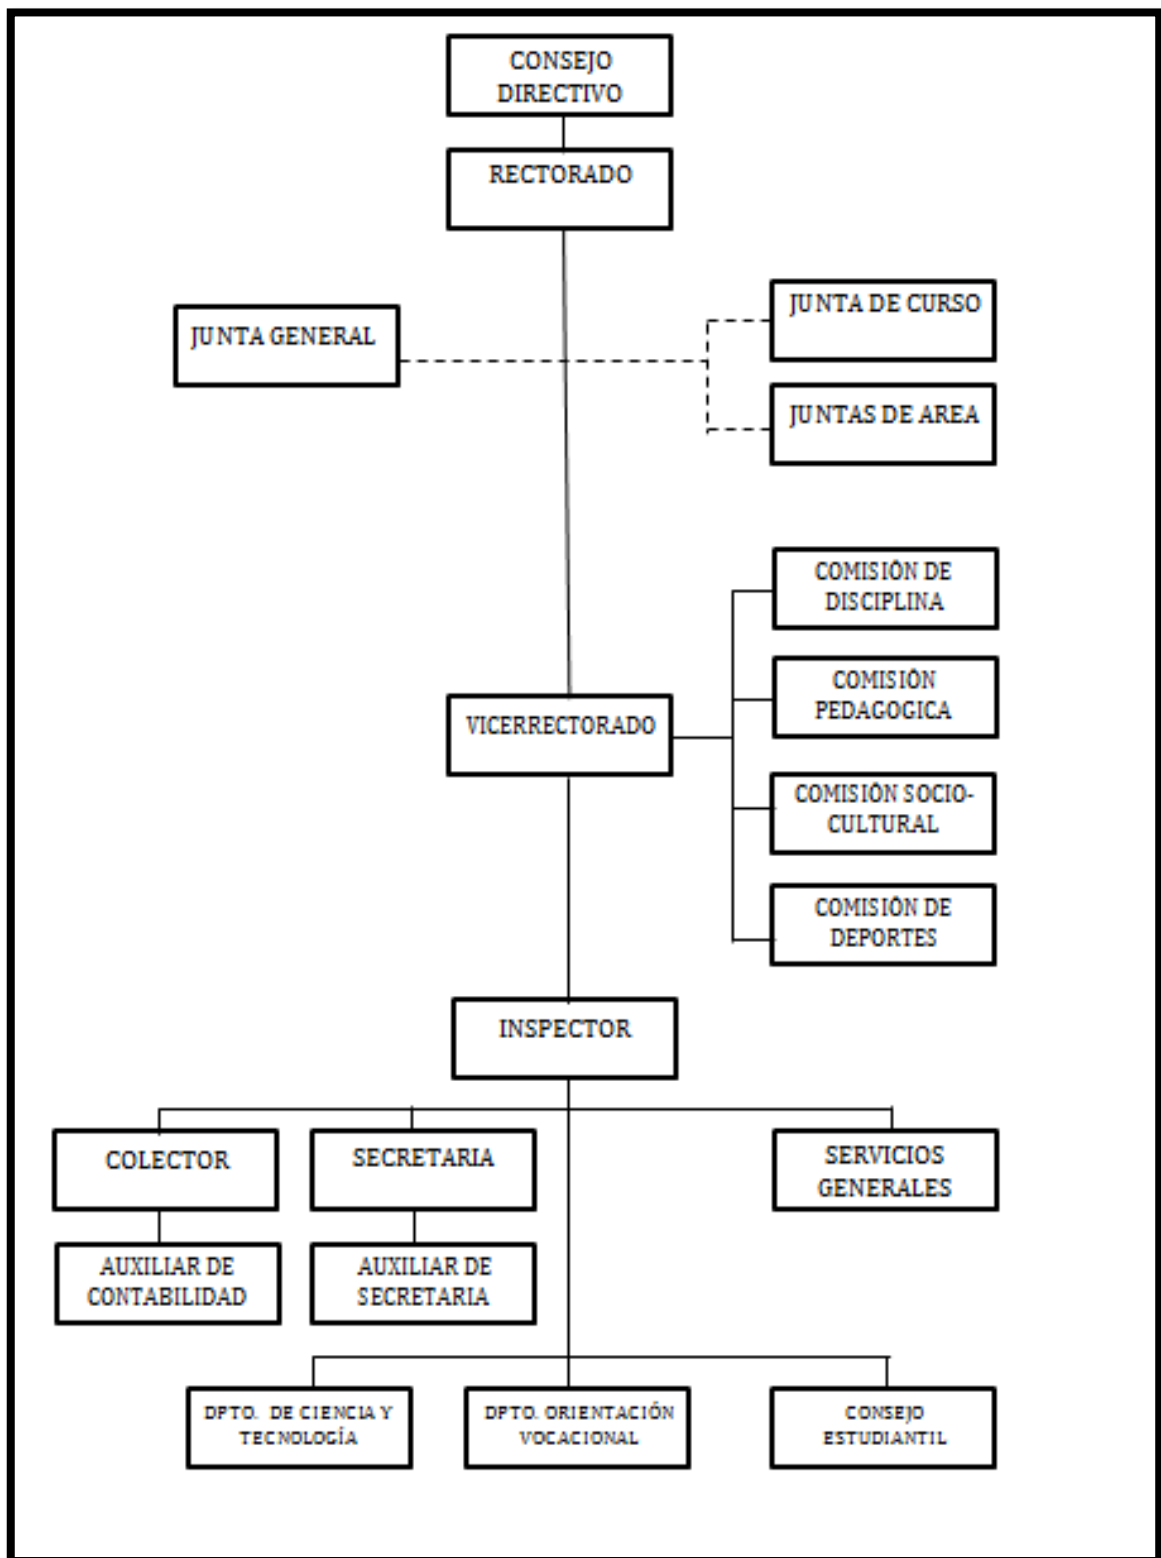 CONSEJO
DIRECTIVO
RECTORADO
JUNTA GENERAL
JUNTA DE CURSO
JUNTAS DE AREA
COMISIÓN DE
DISCIPLINA
COMISIÓN
PEDAGOGICA
VICERRECTORADO
COMISIÓN SOCIO-
CULTURAL
COMISIÓN DE
DEPORTES
INSPECTOR
COLECTOR
SECRETARIA
SERVICIOS
GENERALES
AUXILIAR DE
CONTABILIDAD
AUXILIAR DE
SECRETARIA
DPTO. DE CIENCIA Y
TECNOLOGÍA
DPTO. ORIENTACIÓN
VOCACIONAL
CONSEJO
ESTUDIANTIL